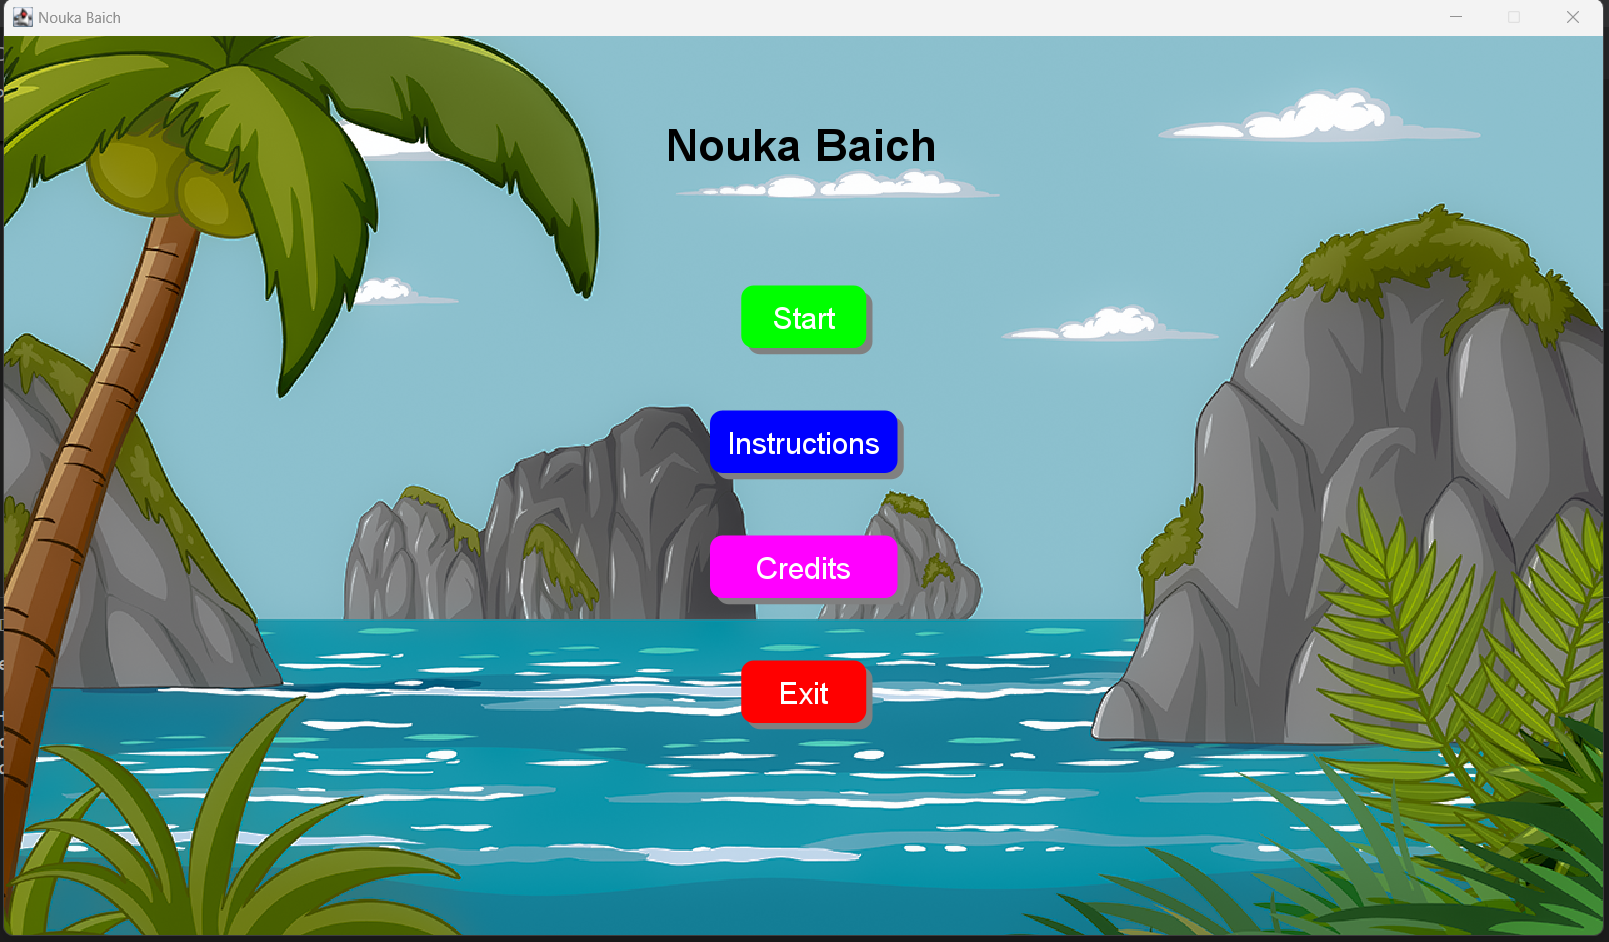 Nouka Baich
Nouka Baich
Start
Instructions
Credits
Exit